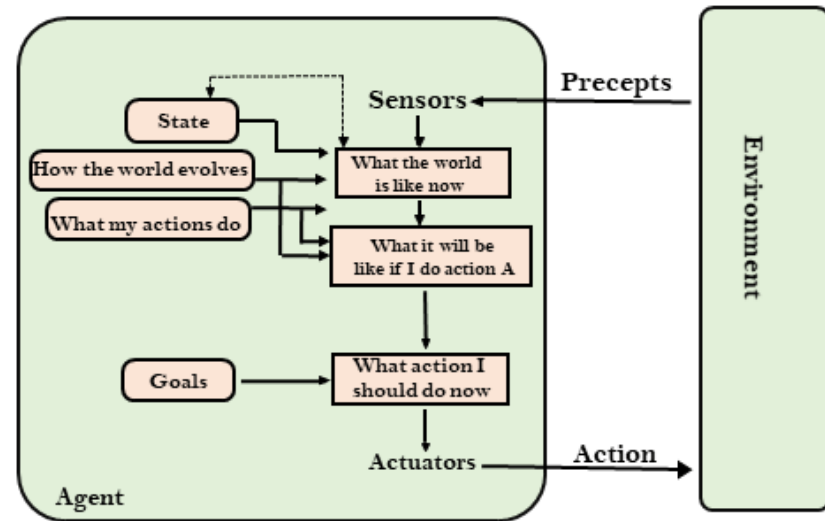 Precepts
Sensors
State
What the world
is like now
How the world evolves
What my actions do
What it will be
like if I do action A
Environment
What action I
should do now
Goals
Actuators
Action
Agent